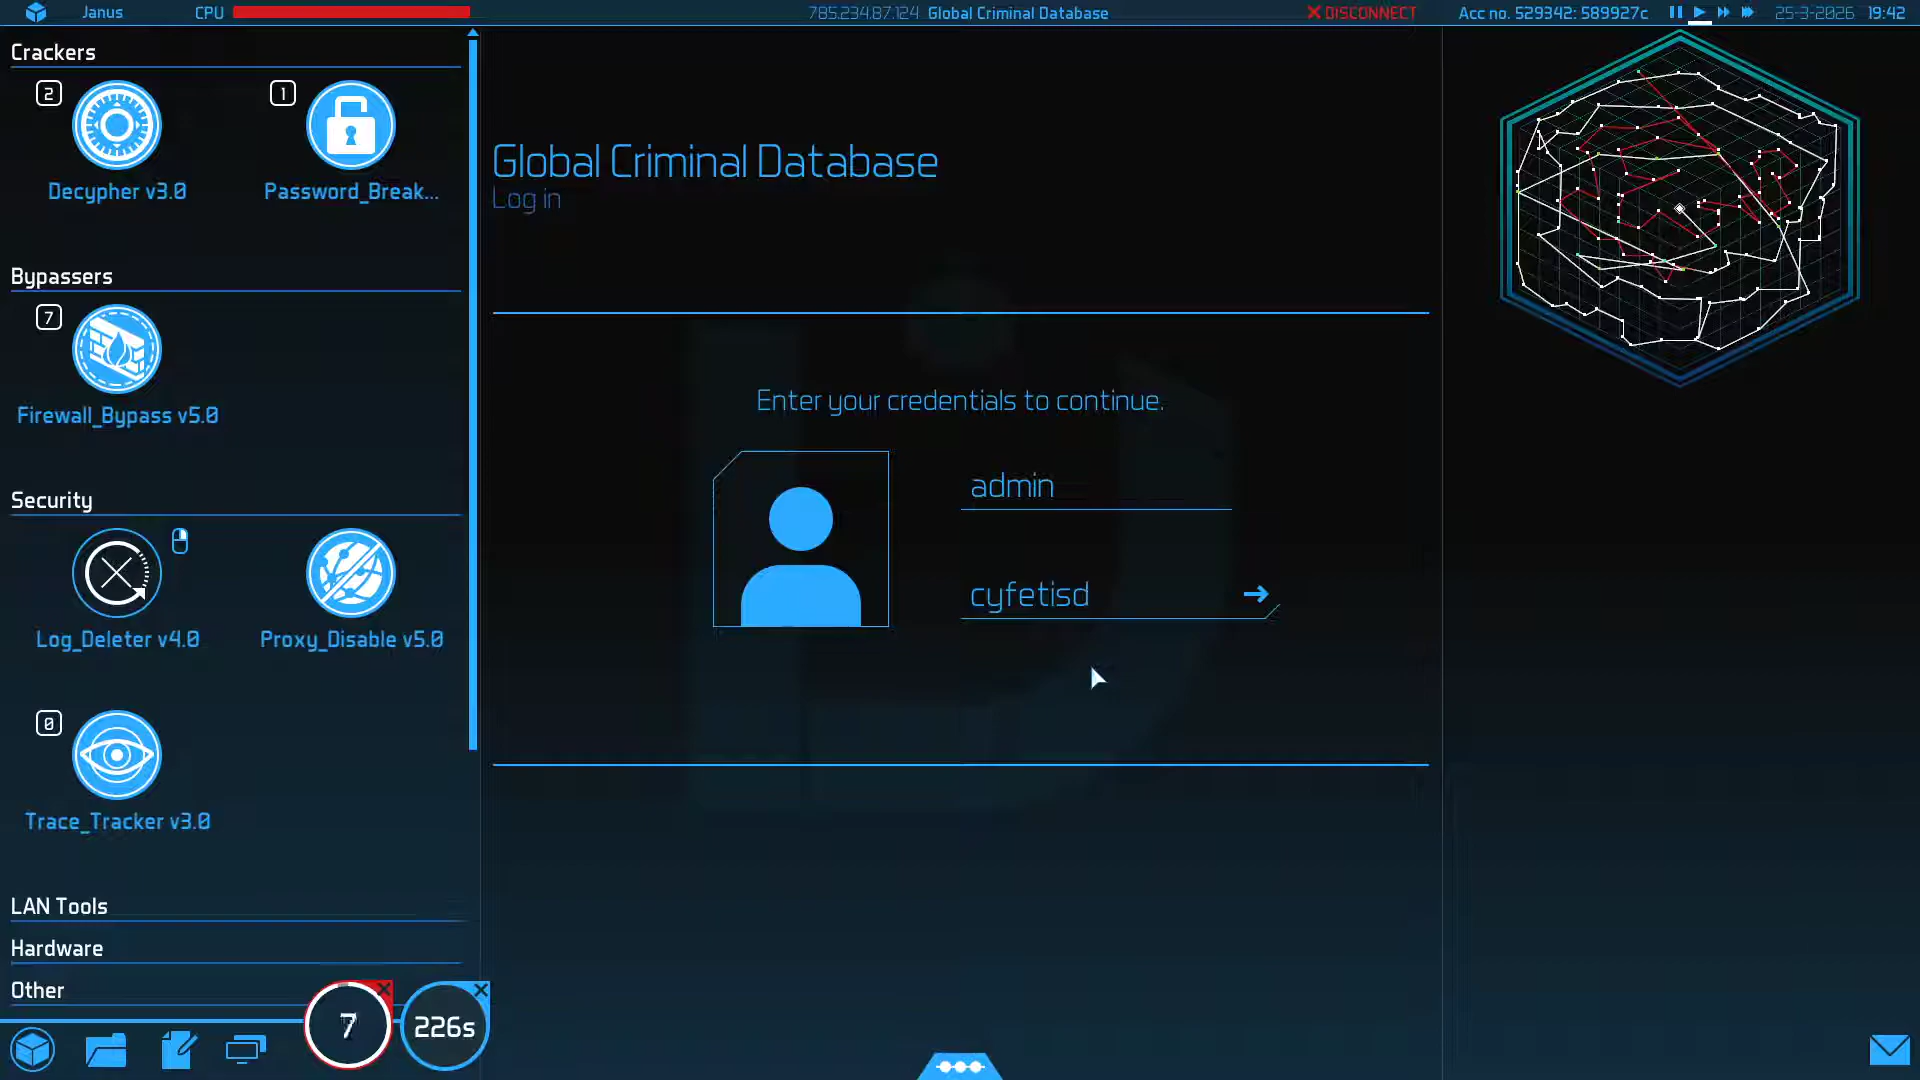 Janus
CPU
785.234.87.124 Global Criminal Database
DISCONNECT
Acc no. 529342: 589927c
25-3-2026 19:42
Crackers
2
Decypher v3.0
1
Password_Break...
Bypassers
7
Firewall_Bypass v5.0
Security
Log_Deleter v4.0
Proxy_Disable v5.0
0
Trace_Tracker v3.0
LAN Tools
Hardware
Other
7
226s
Global Criminal Database
Log in
Enter your credentials to continue.
admin
cyfetisd